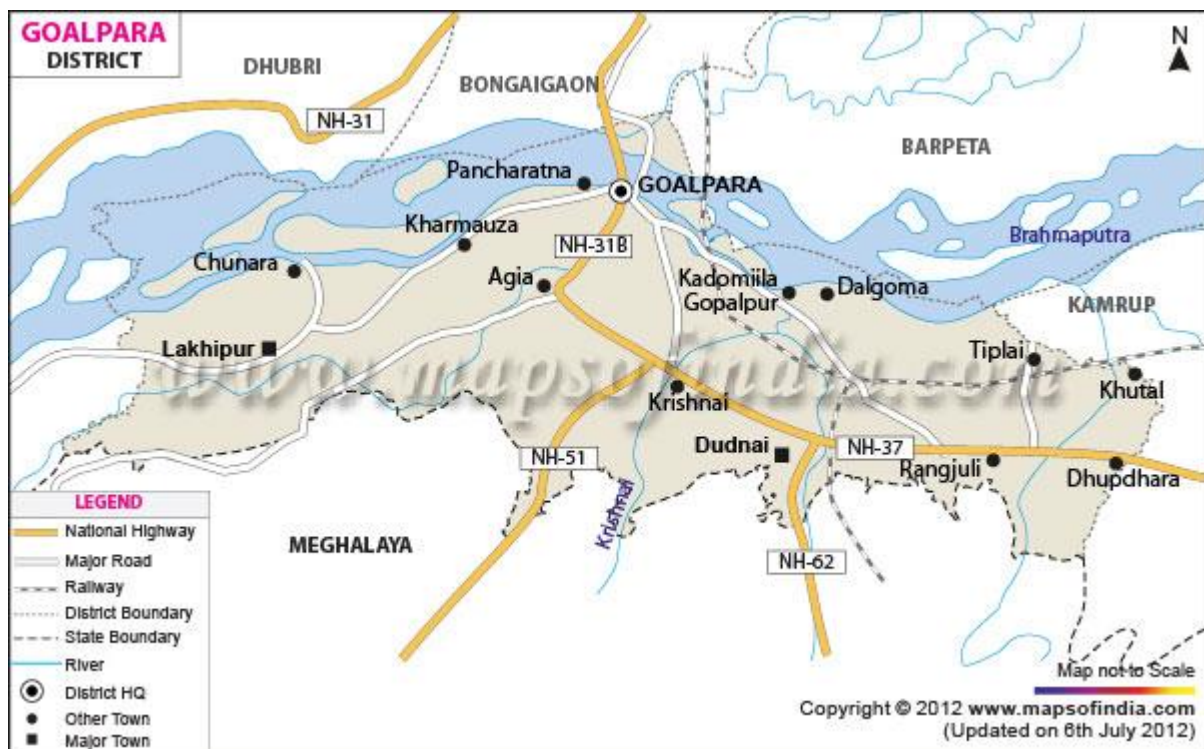 GOALPARA
DISTRICT
N
DHUBRI
BONGAIGAON
NH-31
BARPETA
Pancharatna
GOALPARA
Kharmauza
Brahmaputra
NH-31B
Chunara
Agia
Kadomiila
Gopalpur
Dalgoma
KAMRUP
Lakhipur
Tiplai
www.mapsofindia.com
Khutal
Krishnai
Dudnai
NH-37
NH-51
Rangjuli
Dhupdhara
Krishnai
MEGHALAYA
NH-62
LEGEND
National Highway
Major Road
Railway
District Boundary
State Boundary
River
District HQ
Other Town
Major Town
Map not to Scale
Copyright © 2012 www.mapsofindia.com
(Updated on 6th July 2012)